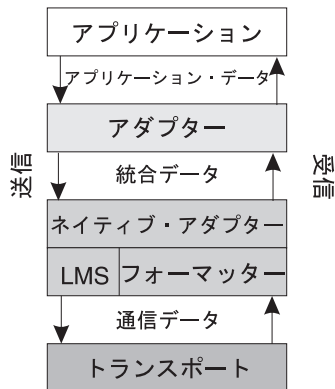 アプリケーション
アプリケーション・データ
アダプター
送信
統合データ
受信
ネイティブ・アダプター
LMS フォーマッター
通信データ
トランスポート